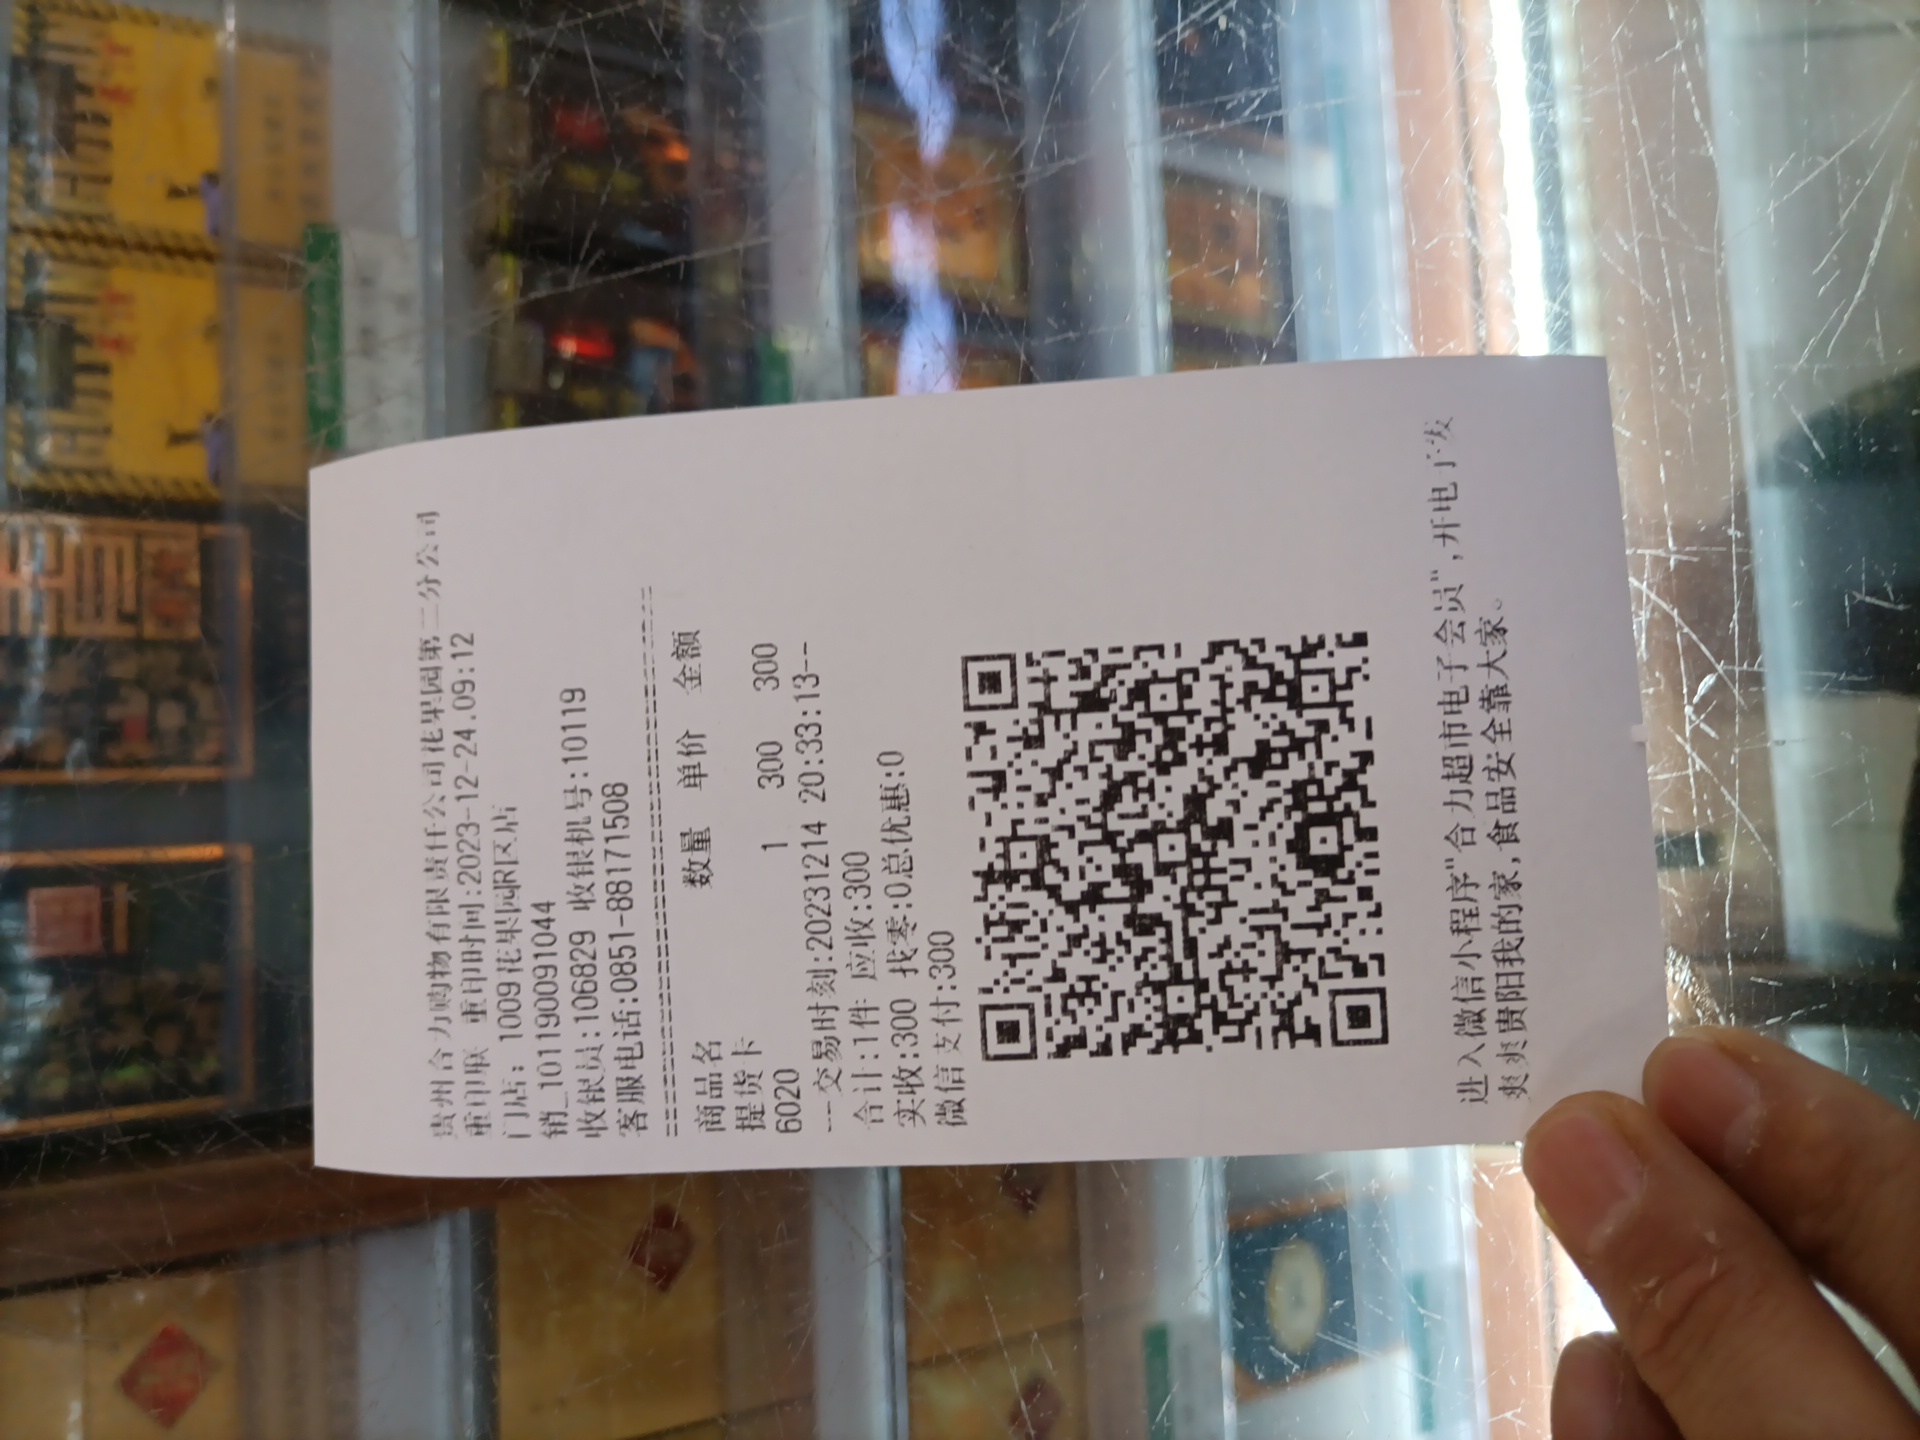 贵州合力购物有限责任公司花果园第二分公司
重印联 重印时间:2023-12-24.09:12
门店: 1009花果园R区店
销_101190091044
收银员:106829 收银机号:10119
客服电话:0851-88171508
商品名 数量 单价 金额
提货卡
6020 1 300 300
--交易时刻:20231214 20:33:13--
合计:1件 应收:300
实收:300 找零:0总优惠:0
微信支付:300
进入微信小程序"合力超市电子会员",开电子发
爽爽贵阳我的家,食品安全靠大家。